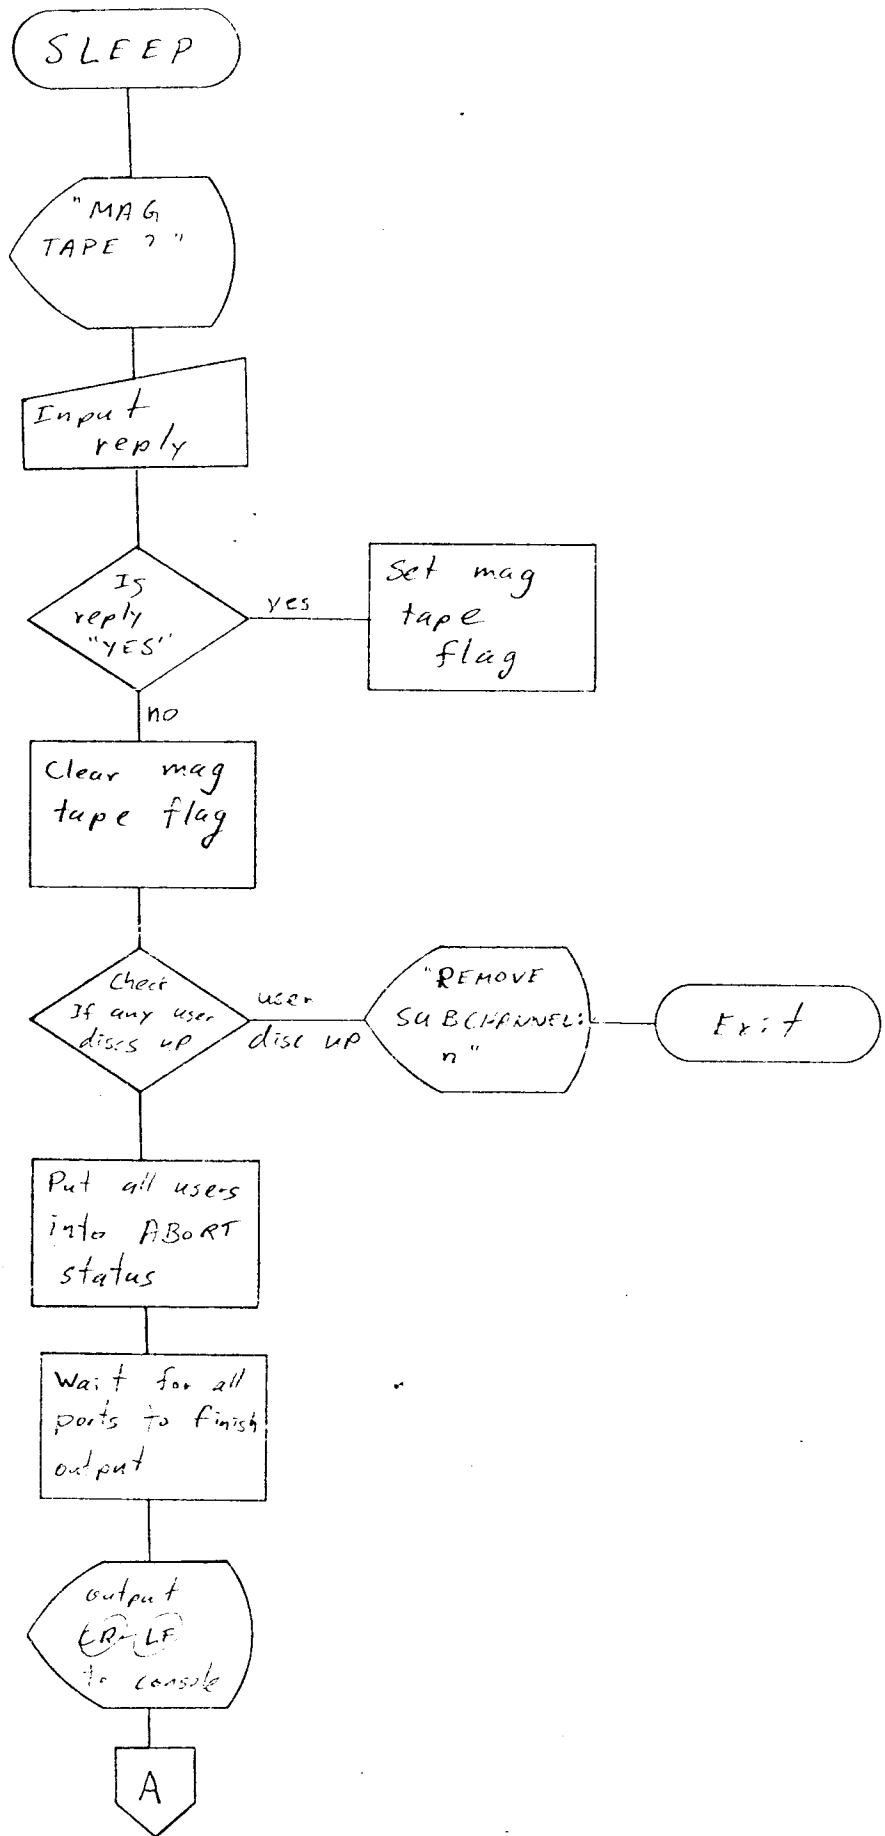 SLEEP
"MAG
TAPE ? "
Input
reply
Is
reply
"YES"
yes
Set mag
tape
flag
no
Clear mag
tape flag
Check
If any user
discs up
user
disc up
"REMOVE
SUBCHANNEL:
n"
Exit
Put all users
into ABORT
status
Wait for all
ports to finish
output
output
CR-LF
to console
A